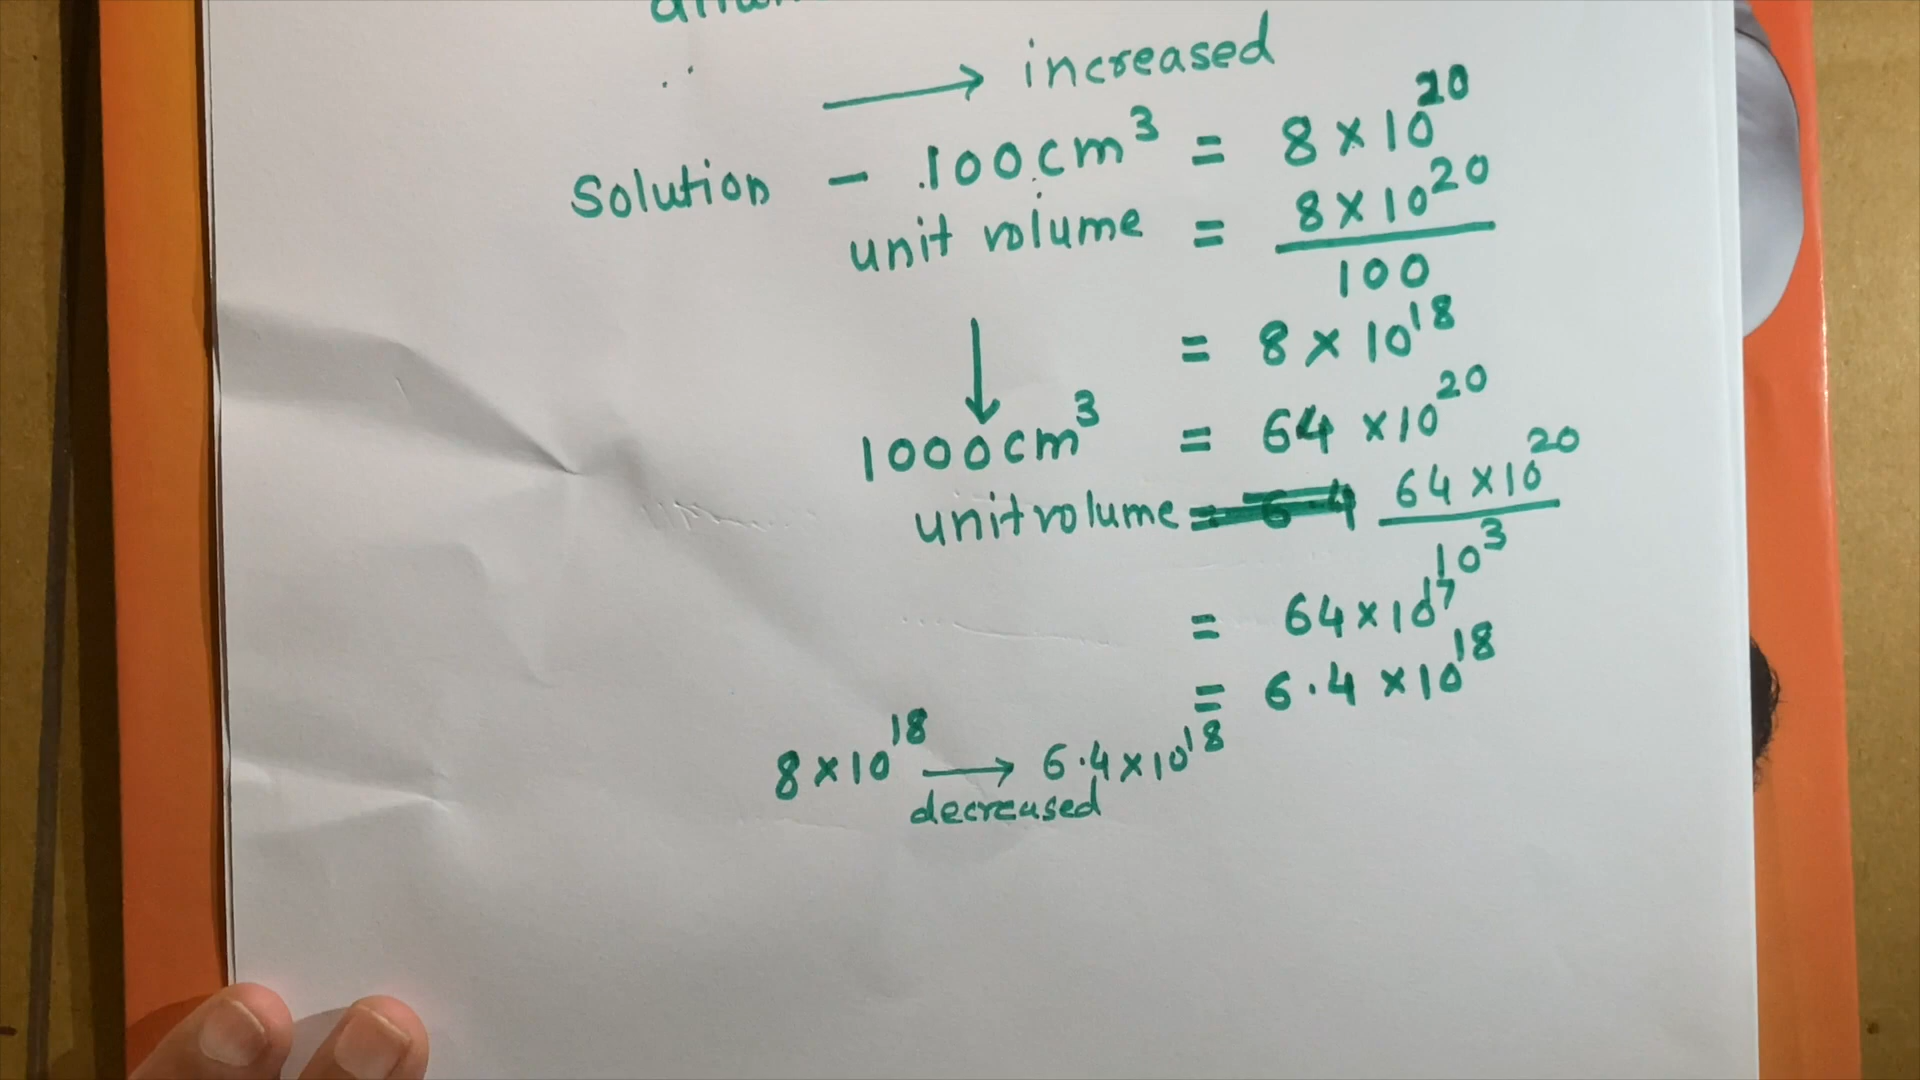 → increased
Solution - 100cm³ = 8×10²⁰
unit volume = 8×10²⁰/100
= 8×10¹⁸
↓
1000cm³ = 64×10²⁰
unit volume 64×10²⁰/10³
= 64×10¹⁷
= 6.4×10¹⁸
8×10¹⁸ → 6.4×10¹⁸
decreased